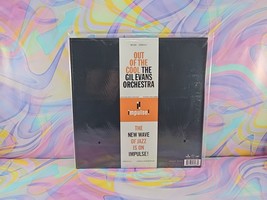 OUT
OF THE
COOL THE
GIL EVANS
ORCHESTRA
impulse!
THE
NEW WAVE
OF JAZZ
IS ON
IMPULSE!